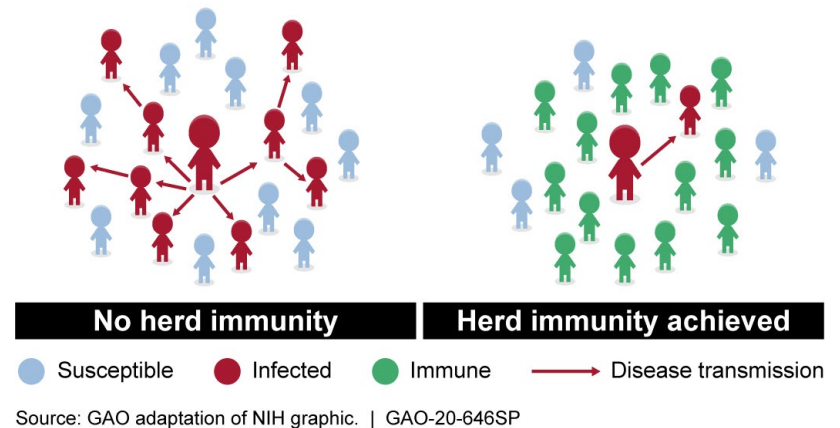 No herd immunity
Herd immunity achieved
Susceptible Infected Immune Disease transmission
Source: GAO adaptation of NIH graphic. | GAO-20-646SP